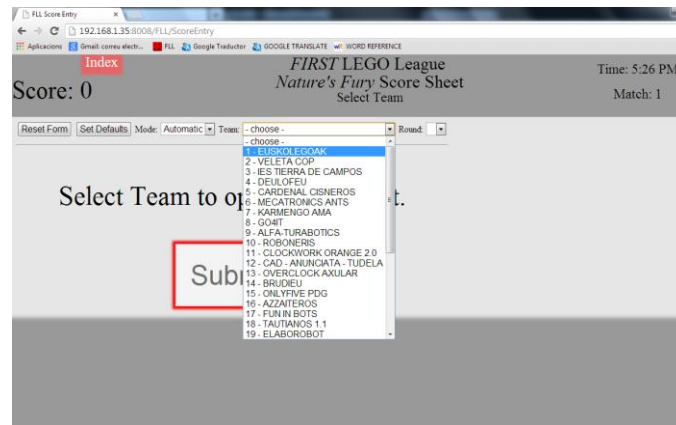 FLL Score Entry
192.168.1.35:8008/FLL/ScoreEntry
Aplicaciones Gmail: correo electr... FLL Google Traductor GOOGLE TRANSLATE WORD REFERENCE
Index
FIRST LEGO League
Nature's Fury Score Sheet
Select Team
Time: 5:26 PM
Score: 0
Match: 1
Reset Form Set Defaults Mode: Automatic Team: - choose - Round:
- choose -
1 - EUSKOLEGOAK
2 - VELETA COP
3 - IES TIERRA DE CAMPOS
4 - DEULOFEU
5 - CARDENAL CISNEROS
6 - MECATRONICS ANTS
7 - KARMENGO AMA
8 - GO4IT
9 - ALFA-TURABOTICS
10 - ROBONERIS
11 - CLOCKWORK ORANGE 2.0
12 - CAD - ANUNCIATA - TUDELA
13 - OVERCLOCK AXULAR
14 - BRUDIEU
15 - ONLYFIVE PDG
16 - AZZAITEROS
17 - FUN IN BOTS
18 - TAUTIANOS 1.1
19 - ELABOROBOT
Select Team to o
t.
Sub